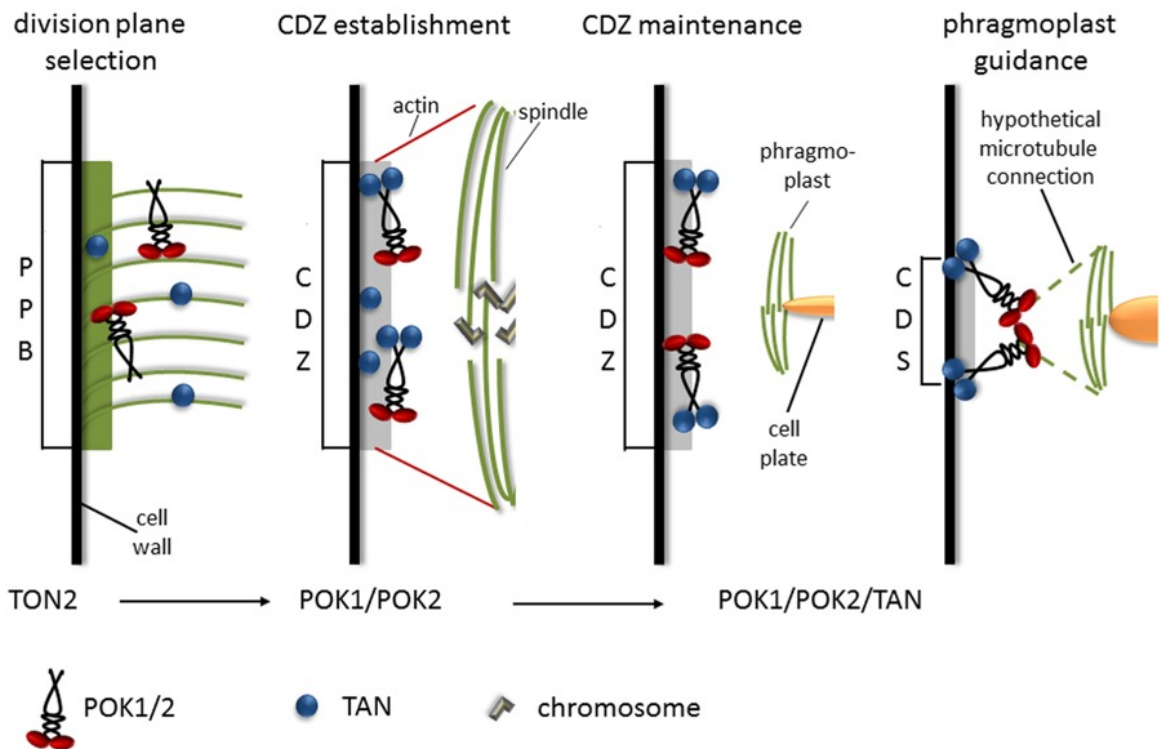 division plane
selection
CDZ establishment
CDZ maintenance
phragmoplast
guidance
actin
spindle
phragmo-
plast
hypothetical
microtubule
connection
P
P
B
C
D
Z
C
D
Z
C
D
S
cell
wall
cell
plate
TON2
POK1/POK2
POK1/POK2/TAN
POK1/2
TAN
chromosome